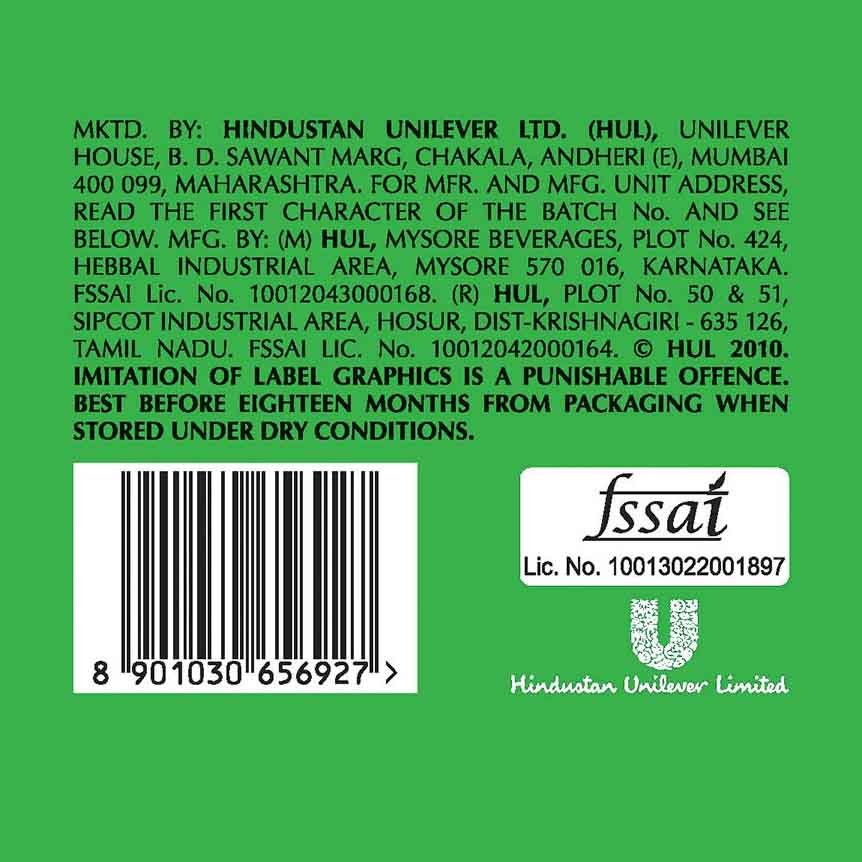 MKTD. BY: HINDUSTAN UNILEVER LTD. (HUL), UNILEVER
HOUSE, B. D. SAWANT MARG, CHAKALA, ANDHERI (E), MUMBAI
400 099, MAHARASHTRA. FOR MFR. AND MFG. UNIT ADDRESS,
READ THE FIRST CHARACTER OF THE BATCH No. AND SEE
BELOW. MFG. BY: (M) HUL, MYSORE BEVERAGES, PLOT No. 424,
HEBBAL INDUSTRIAL AREA, MYSORE 570 016, KARNATAKA.
FSSAI Lic. No. 10012043000168. (R) HUL, PLOT No. 50 & 51,
SIPCOT INDUSTRIAL AREA, HOSUR, DIST-KRISHNAGIRI - 635 126,
TAMIL NADU. FSSAI LIC. No. 10012042000164. © HUL 2010.
IMITATION OF LABEL GRAPHICS IS A PUNISHABLE OFFENCE.
BEST BEFORE EIGHTEEN MONTHS FROM PACKAGING WHEN
STORED UNDER DRY CONDITIONS.
8 901030 656927 >
fssai
Lic. No. 10013022001897
U
Hindustan Unilever Limited